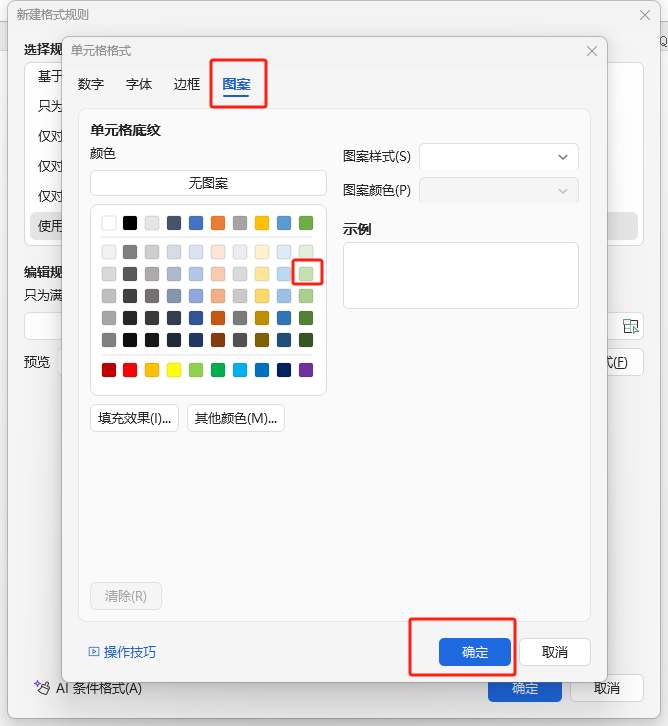 新建格式规则
选择规
单元格格式
基于
只为
仅对
仅对
仅对
使用
数字 字体 边框 图案
单元格底纹
颜色
无图案
图案样式(S)
图案颜色(P)
示例
编辑规
只为满
预览
式(F)
填充效果(I)... 其他颜色(M)...
清除(R)
操作技巧
确定 取消
AI 条件格式(A)
确定 取消